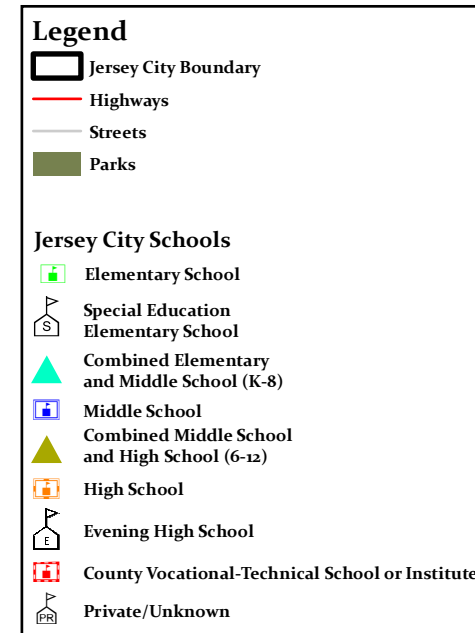 Legend
Jersey City Boundary
Highways
Streets
Parks
Jersey City Schools
Elementary School
S
Special Education
Elementary School
Combined Elementary
and Middle School (K-8)
Middle School
Combined Middle School
and High School (6-12)
High School
E
Evening High School
County Vocational-Technical School or Institute
PR
Private/Unknown